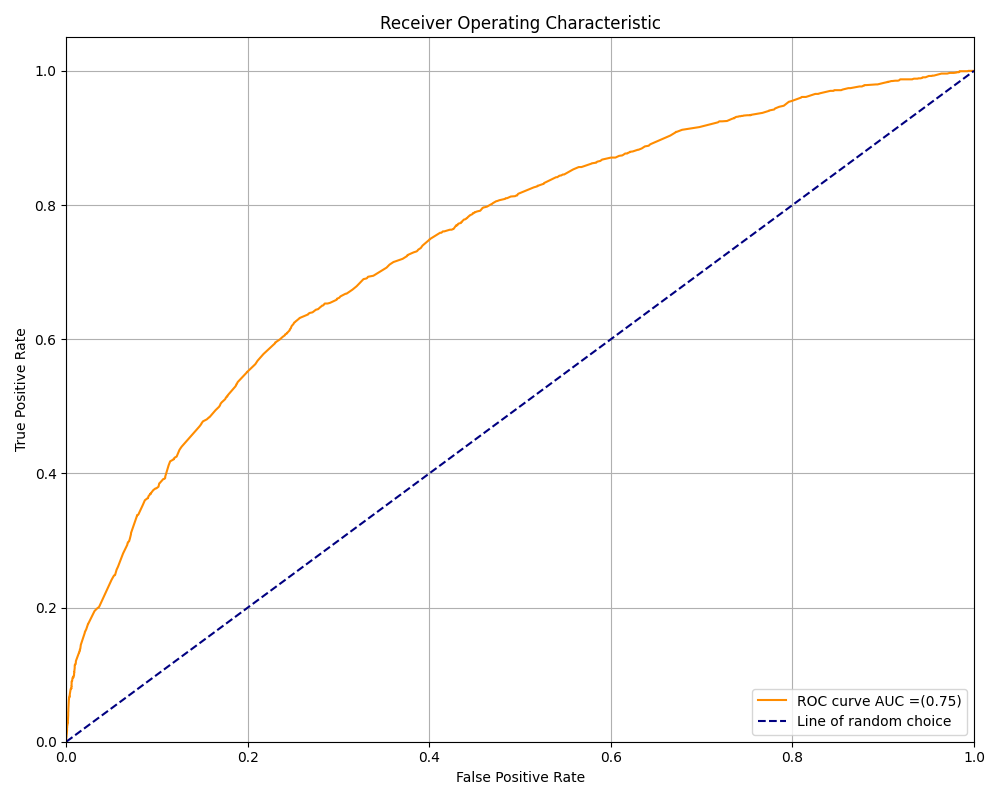 Receiver Operating Characteristic
True Positive Rate
1.0
0.8
0.6
0.4
0.2
0.0
ROC curve AUC =(0.75)
Line of random choice
0.0 0.2 0.4 0.6 0.8 1.0
False Positive Rate